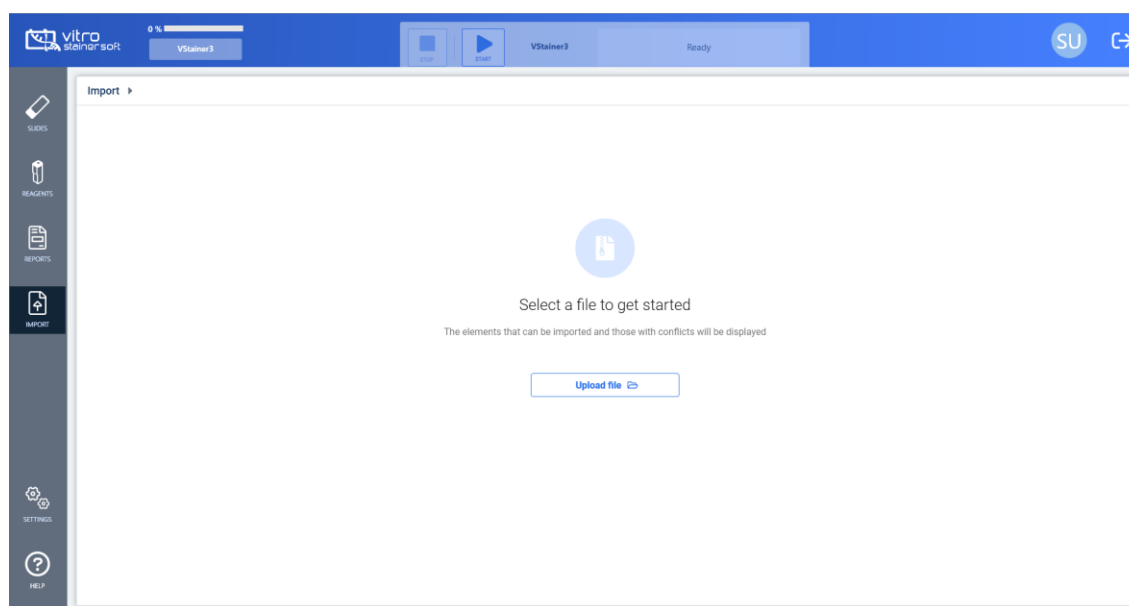 vitro
stainer soft
0 %
VStainer3
STOP
START
VStainer3
Ready
SU
SLIDES
REAGENTS
REPORTS
IMPORT
SETTINGS
HELP
Import
Select a file to get started
The elements that can be imported and those with conflicts will be displayed
Upload file